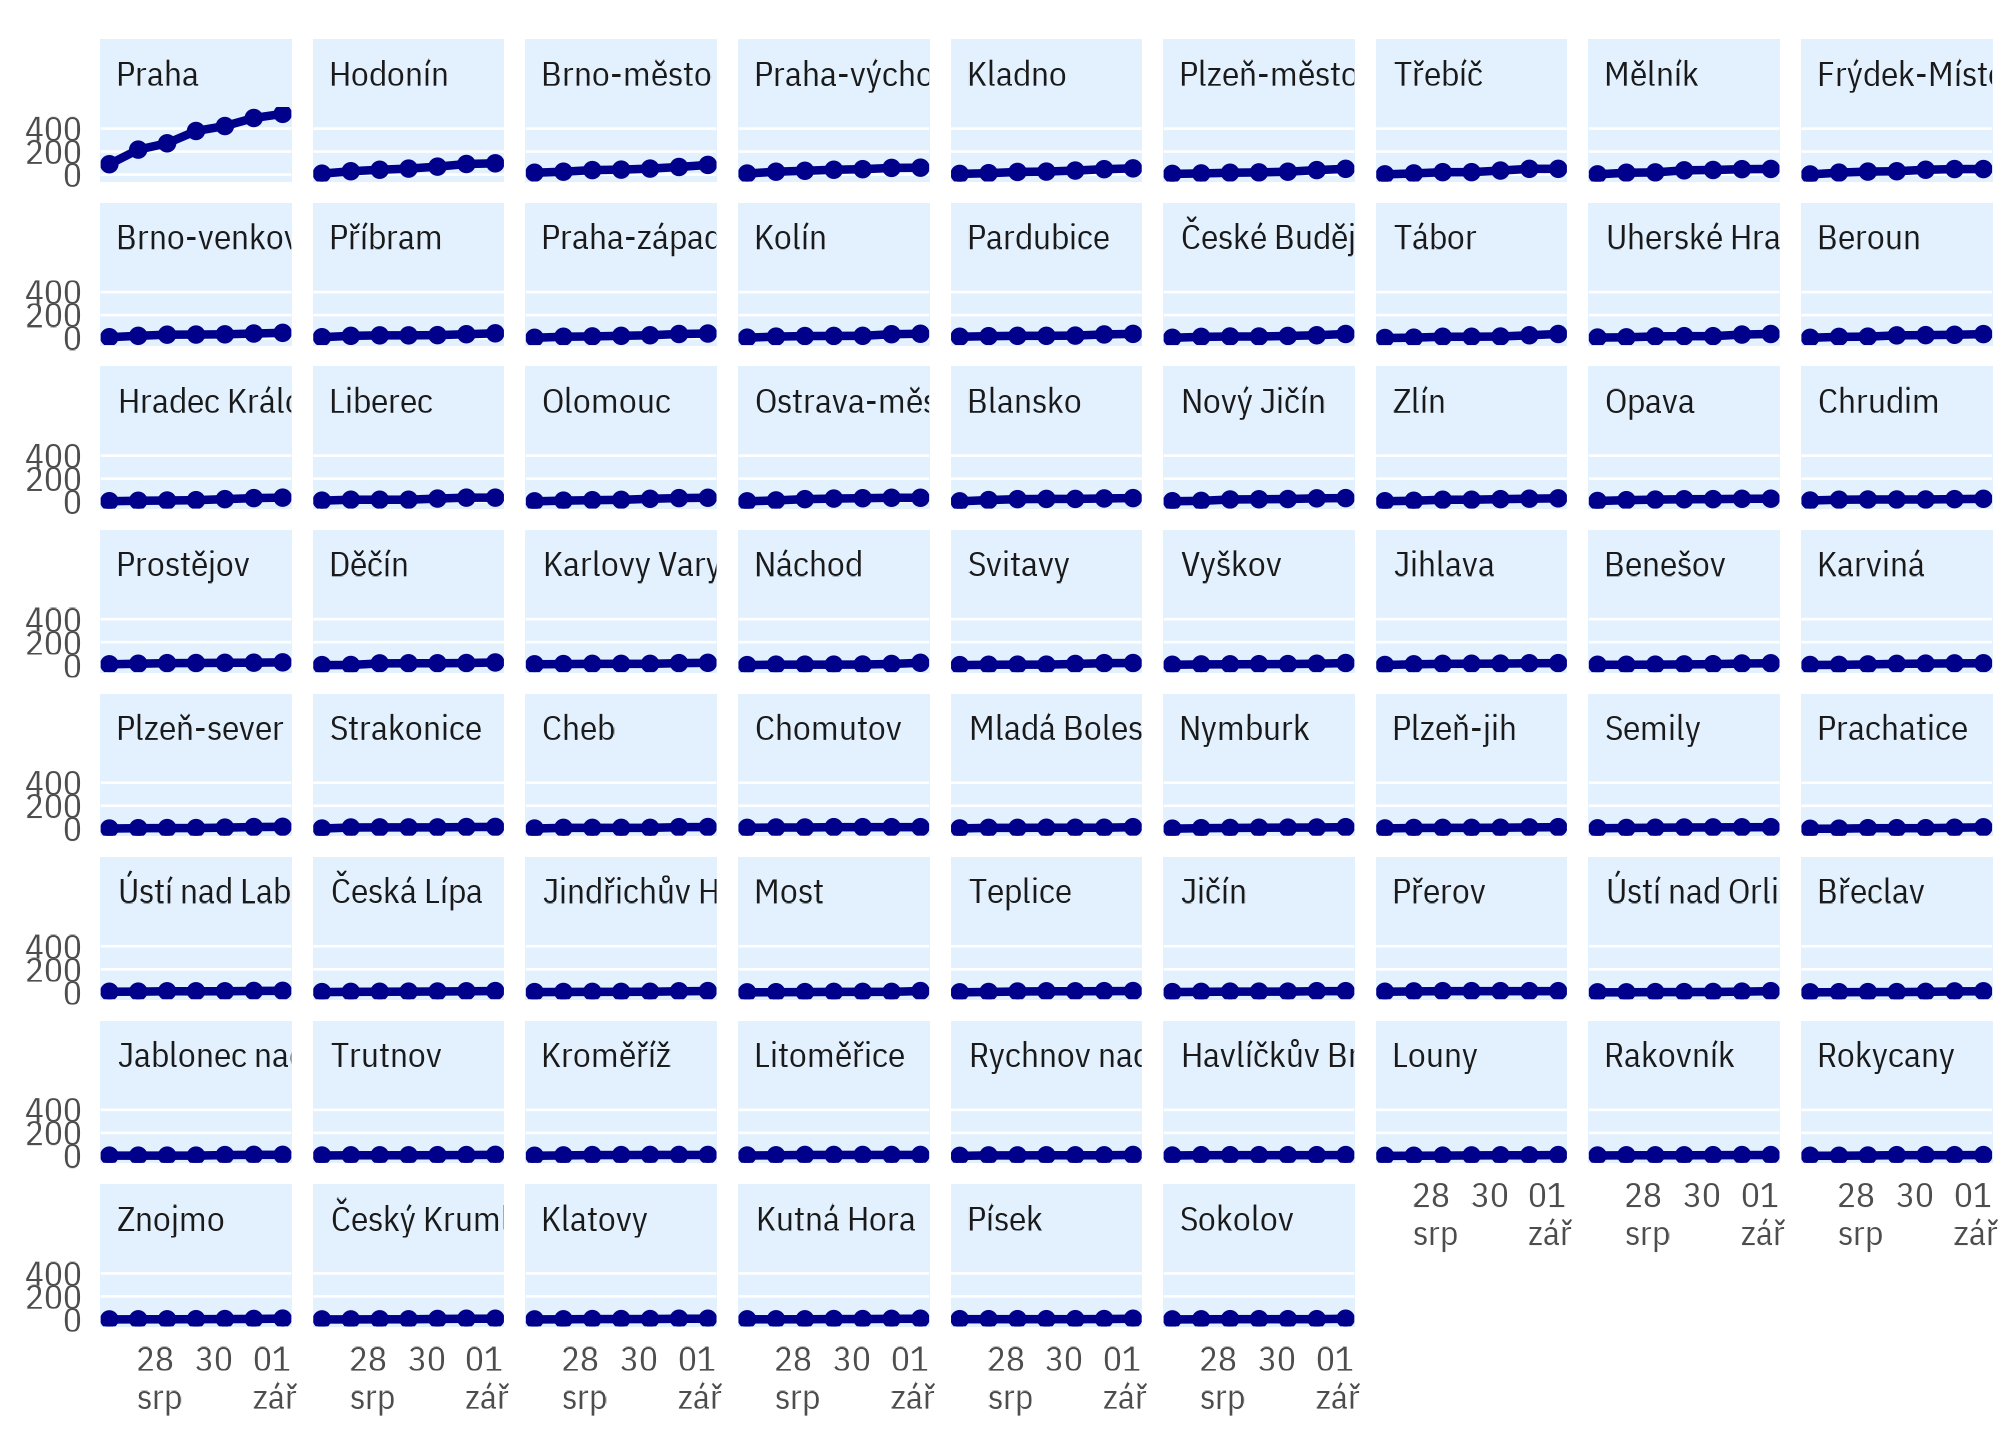 Praha Hodonín Brno-město Praha-výcho Kladno Plzeň-město Třebíč Mělník Frýdek-Míst
400
200
0
Brno-venkov Příbram Praha-západ Kolín Pardubice České Buděj Tábor Uherské Hra Beroun
400
200
0
Hradec Králo Liberec Olomouc Ostrava-měs Blansko Nový Jičín Zlín Opava Chrudim
400
200
0
Prostějov Děčín Karlovy Vary Náchod Svitavy Vyškov Jihlava Benešov Karviná
400
200
0
Plzeň-sever Strakonice Cheb Chomutov Mladá Boles Nymburk Plzeň-jih Semily Prachatice
400
200
0
Ústí nad Lab Česká Lípa Jindřichův H Most Teplice Jičín Přerov Ústí nad Orli Břeclav
400
200
0
Jablonec nad Trutnov Kroměříž Litoměřice Rychnov nad Havlíčkův Br Louny Rakovník Rokycany
400
200
0
28 30 01 28 30 01 28 30 01
srp zář srp zář srp zář
Znojmo Český Kruml Klatovy Kutná Hora Písek Sokolov
400
200
0
28 30 01 28 30 01 28 30 01 28 30 01 28 30 01 28 30 01
srp zář srp zář srp zář srp zář srp zář srp zář